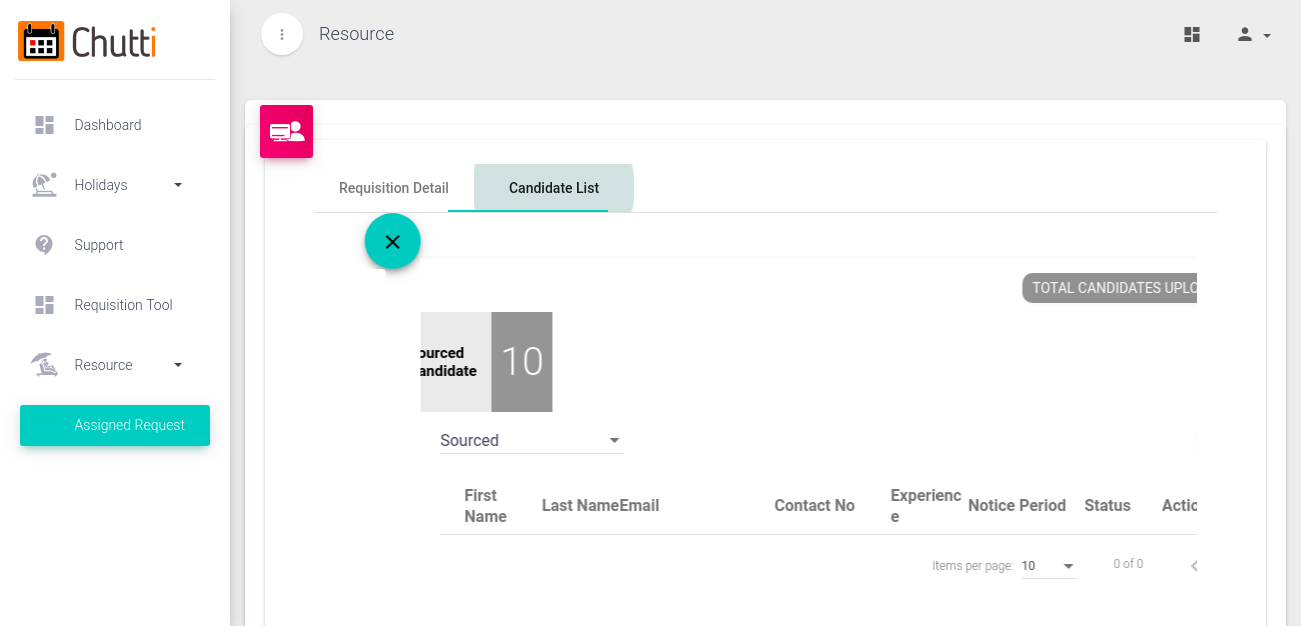 Chutti
Resource
Dashboard
Holidays
Support
Requisition Tool
Resource
Assigned Request
Requisition Detail
Candidate List
TOTAL CANDIDATES UPLO
ourced
andidate
10
Sourced
First
Name
Last Name
Email
Contact No
Experienc
e
Notice Period
Status
Actio
Items per page:
10
0 of 0